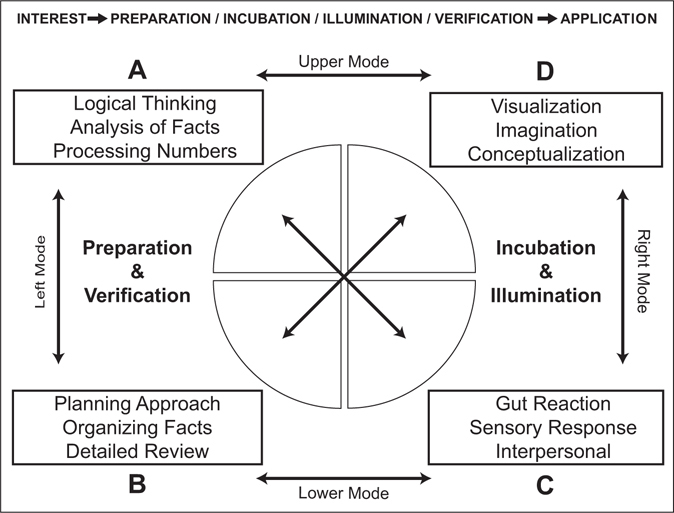 INTEREST → PREPARATION / INCUBATION / ILLUMINATION / VERIFICATION → APPLICATION
A
Upper Mode
D
Logical Thinking
Analysis of Facts
Processing Numbers
Visualization
Imagination
Conceptualization
Left Mode
Preparation
&
Verification
Incubation
&
Illumination
Right Mode
Planning Approach
Organizing Facts
Detailed Review
Gut Reaction
Sensory Response
Interpersonal
B
Lower Mode
C